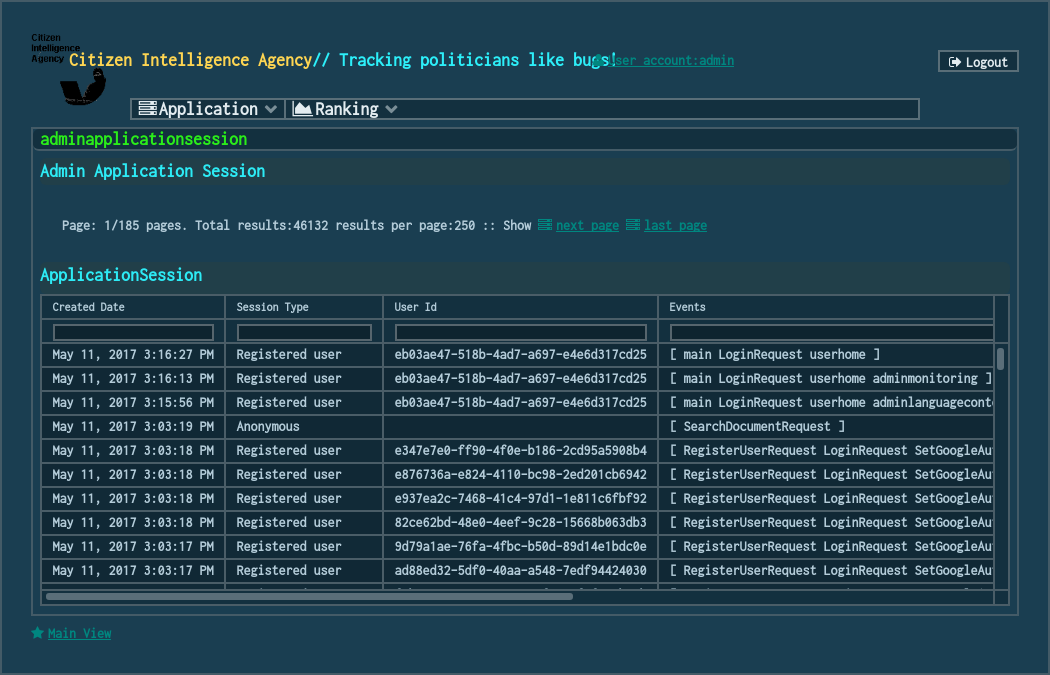 Citizen
Intelligence
Agency
Citizen Intelligence Agency// Tracking politicians like bugs!
User account:admin
Logout
Application
Ranking
adminapplicationsession
Admin Application Session
Page: 1/185 pages. Total results:46132 results per page:250 :: Show next page last page
ApplicationSession
Created Date Session Type User Id Events
May 11, 2017 3:16:27 PM Registered user eb03ae47-518b-4ad7-a697-e4e6d317cd25 [ main LoginRequest userhome ]
May 11, 2017 3:16:13 PM Registered user eb03ae47-518b-4ad7-a697-e4e6d317cd25 [ main LoginRequest userhome adminmonitoring ]
May 11, 2017 3:15:56 PM Registered user eb03ae47-518b-4ad7-a697-e4e6d317cd25 [ main LoginRequest userhome adminlanguageconte
May 11, 2017 3:03:19 PM Anonymous [ SearchDocumentRequest ]
May 11, 2017 3:03:18 PM Registered user e347e7e0-ff90-4f0e-b186-2cd95a5908b4 [ RegisterUserRequest LoginRequest SetGoogleAu
May 11, 2017 3:03:18 PM Registered user e876736a-e824-4110-bc98-2ed201cb6942 [ RegisterUserRequest LoginRequest SetGoogleAu
May 11, 2017 3:03:18 PM Registered user e937ea2c-7468-41c4-97d1-1e811c6fbf92 [ RegisterUserRequest LoginRequest SetGoogleAu
May 11, 2017 3:03:18 PM Registered user 82ce62bd-48e0-4eef-9c28-15668b063db3 [ RegisterUserRequest LoginRequest SetGoogleAu
May 11, 2017 3:03:17 PM Registered user 9d79a1ae-76fa-4fbc-b50d-89d14e1bdc0e [ RegisterUserRequest LoginRequest SetGoogleAu
May 11, 2017 3:03:17 PM Registered user ad88ed32-5df0-40aa-a548-7edf94424030 [ RegisterUserRequest LoginRequest SetGoogleAu
Main View